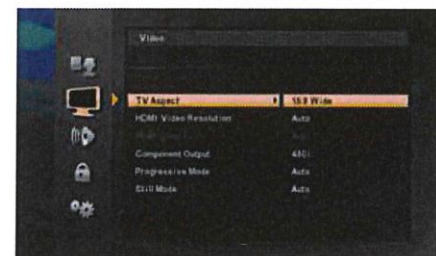 Video
TV Aspect 16:9 Wide
HDMI Video Resolution Auto
Component Output 480i
Progressive Mode Auto
Still Mode Auto